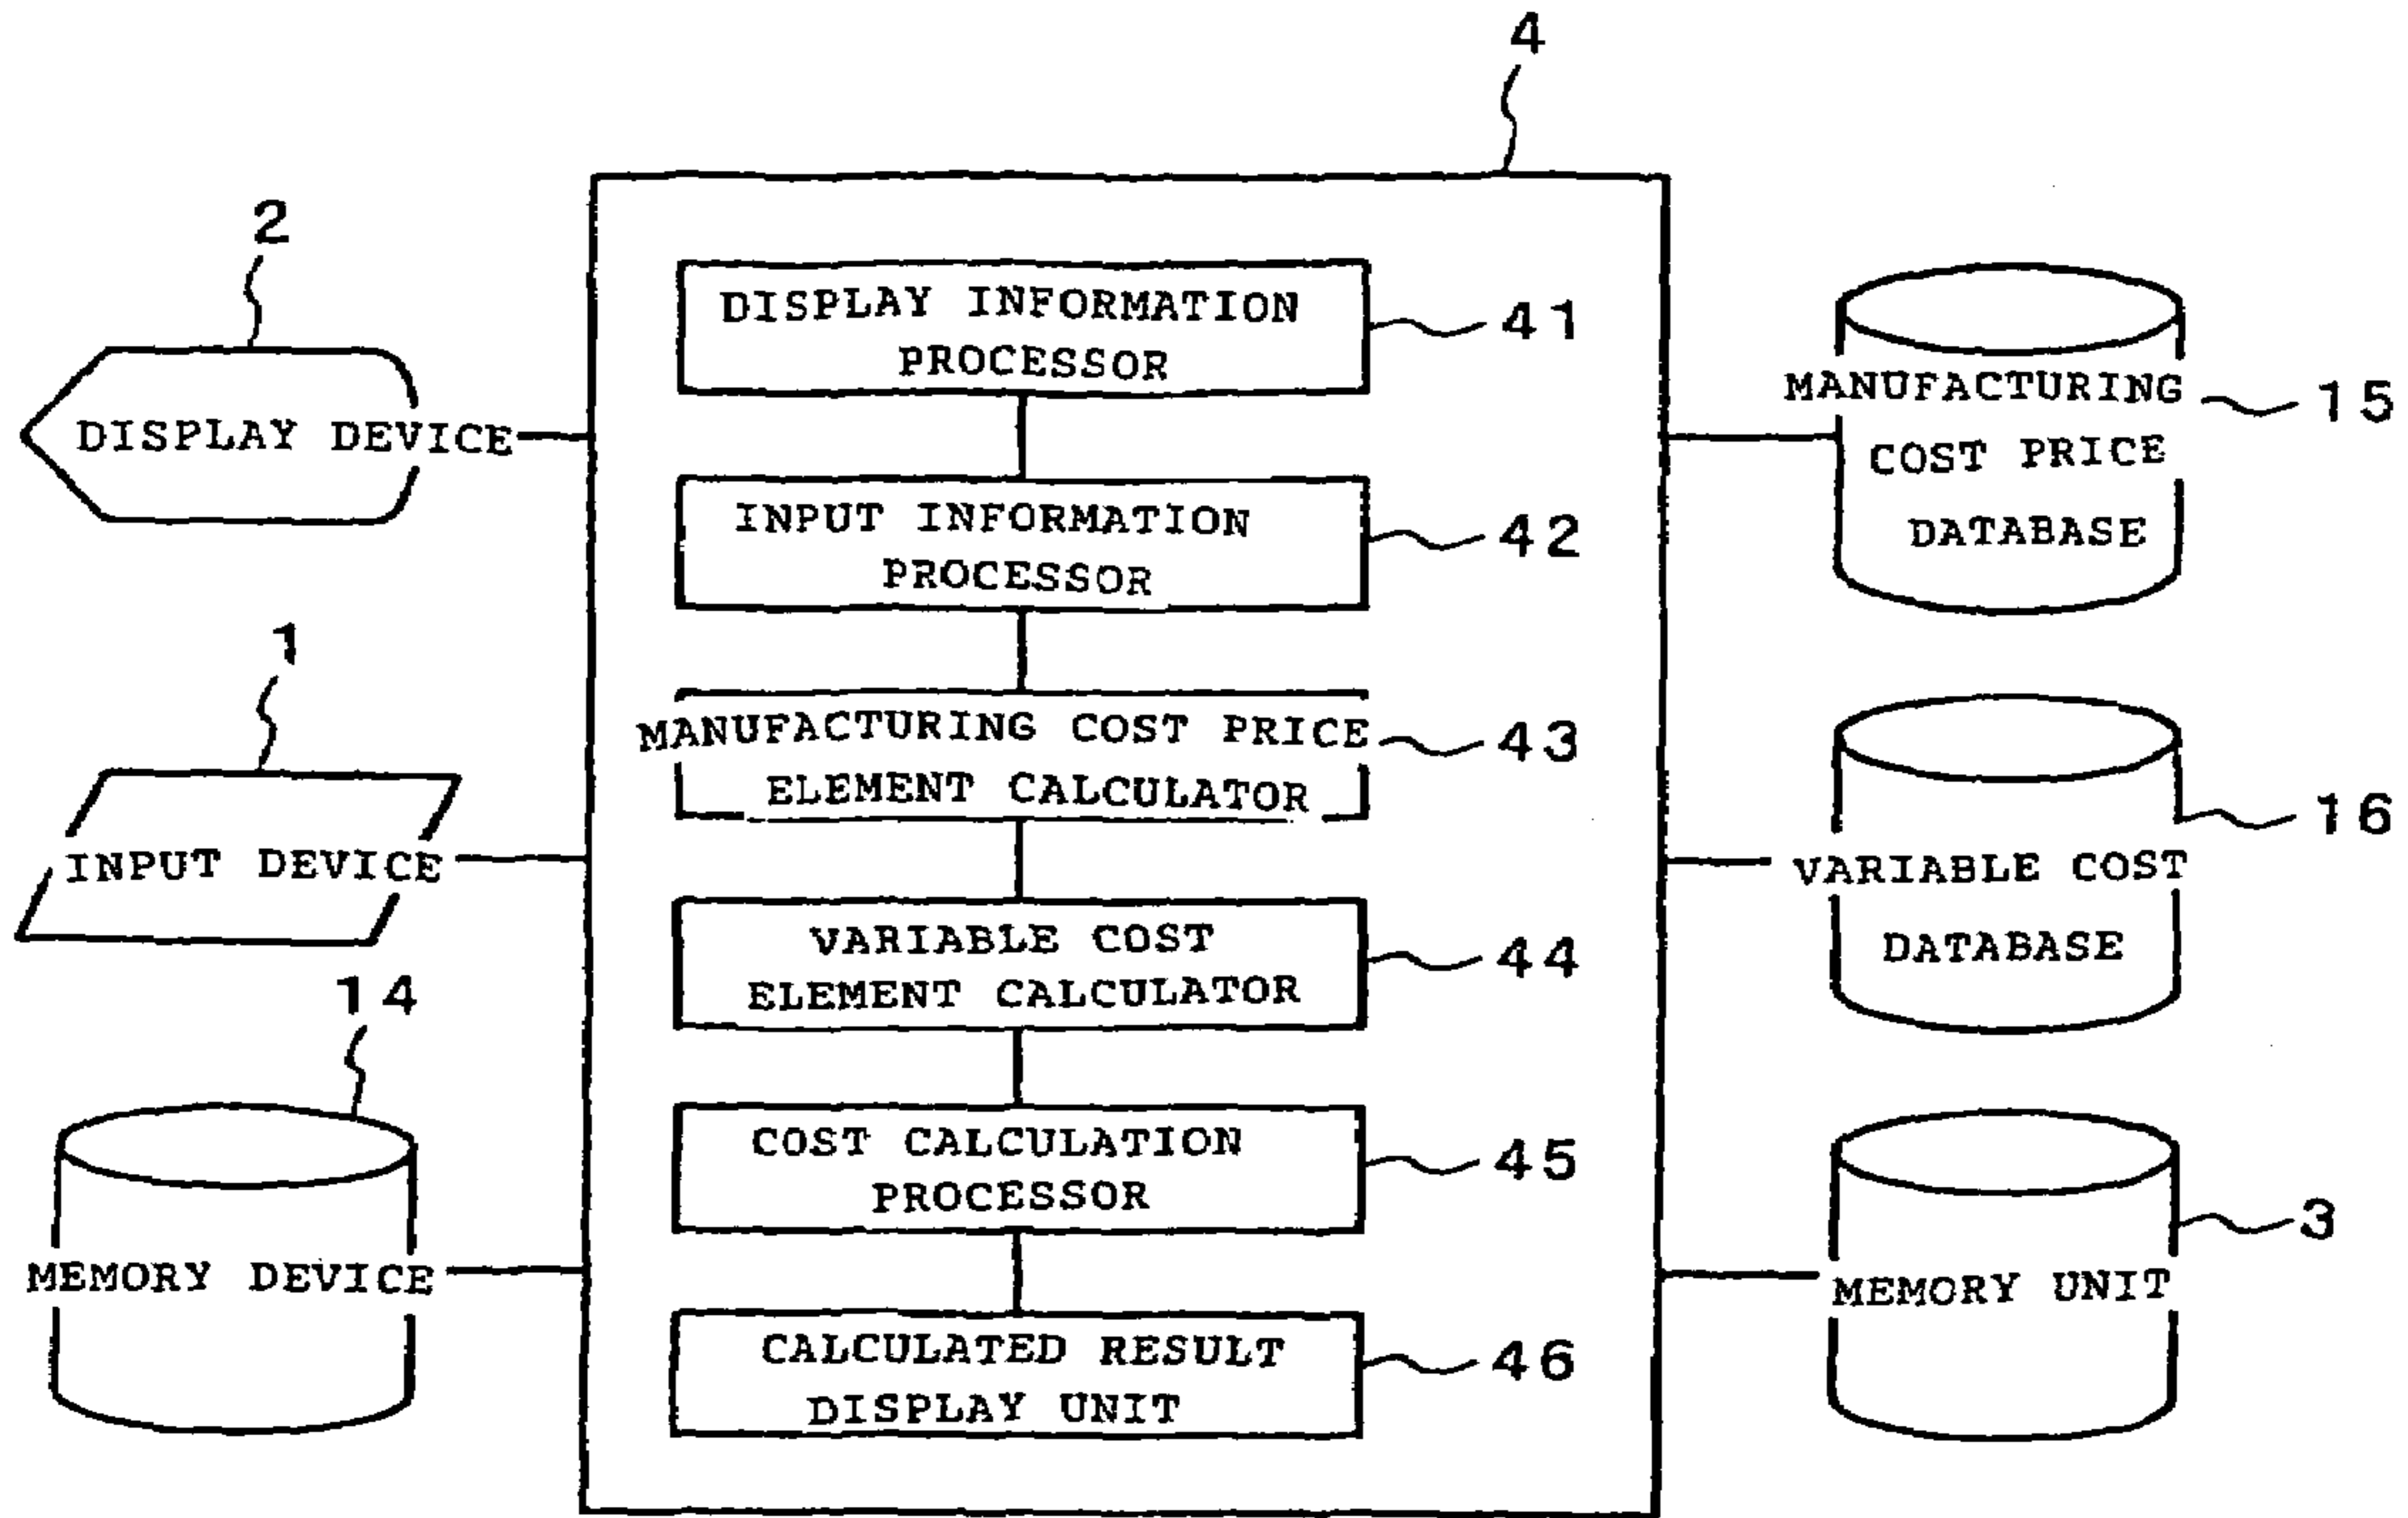 4
2
DISPLAY DEVICE
1
INPUT DEVICE
14
MEMORY DEVICE
DISPLAY INFORMATION
PROCESSOR
41
INPUT INFORMATION
PROCESSOR
42
MANUFACTURING COST PRICE
ELEMENT CALCULATOR
43
VARIABLE COST
ELEMENT CALCULATOR
44
COST CALCULATION
PROCESSOR
45
CALCULATED RESULT
DISPLAY UNIT
46
MANUFACTURING
COST PRICE
DATABASE
15
VARIABLE COST
DATABASE
16
MEMORY UNIT
3